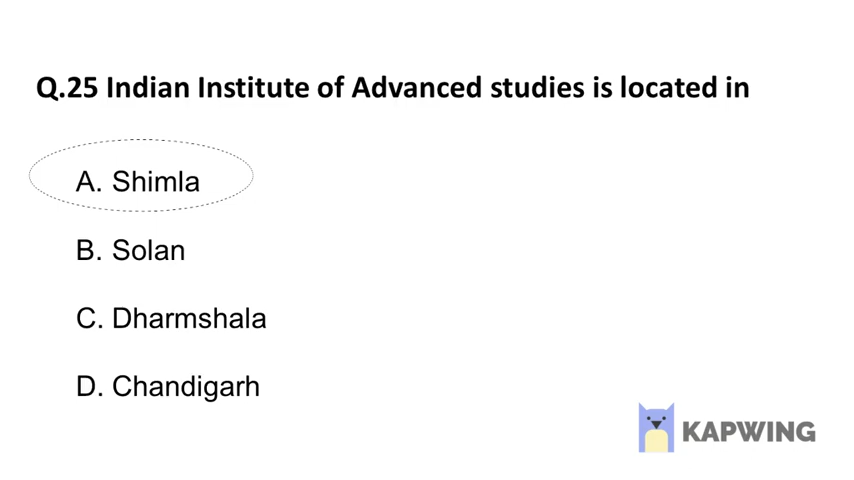 Q.25 Indian Institute of Advanced studies is located in
A. Shimla
B. Solan
C. Dharmshala
D. Chandigarh
KAPWING